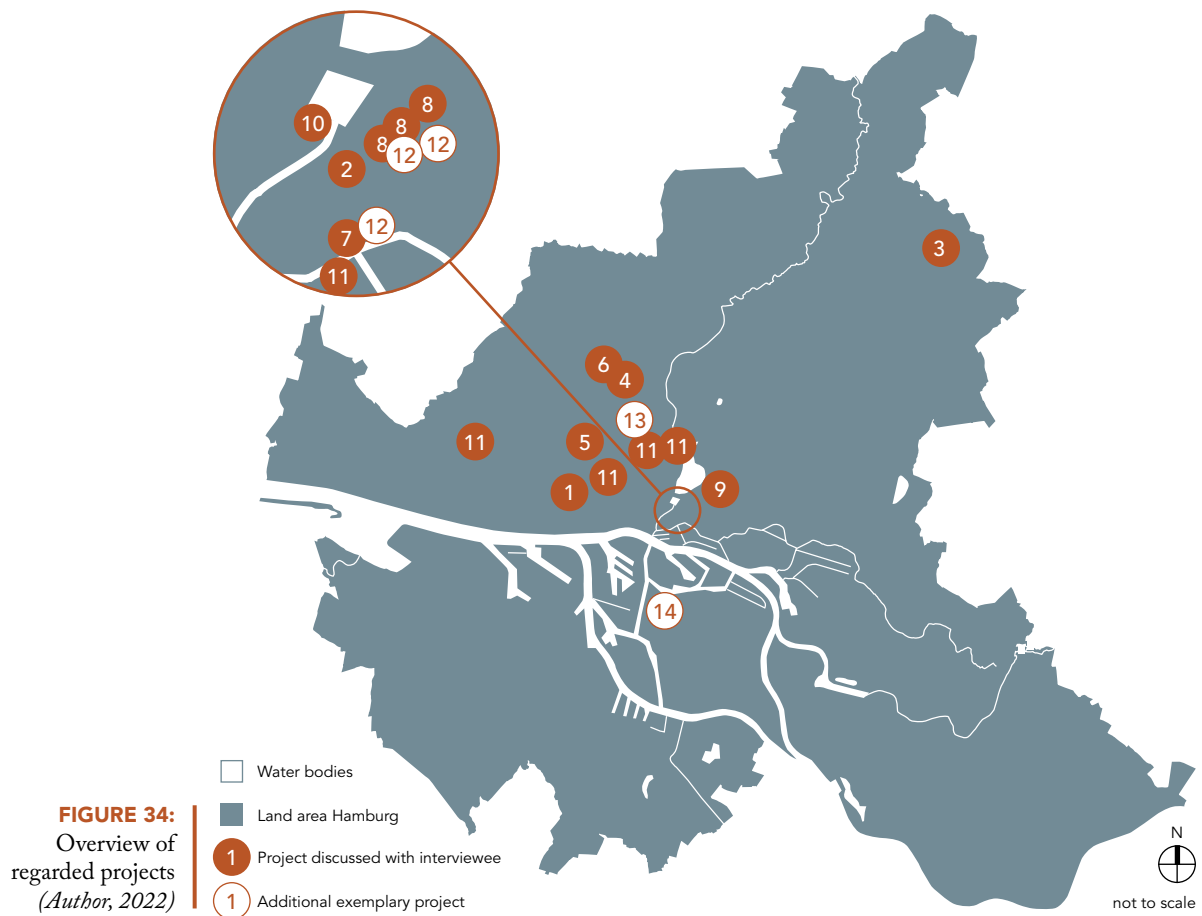 8
10
8
8
12
12
2
12
7
11
3
6
4
13
11
5
11
11
11
1
9
14
Water bodies
Land area Hamburg
1 Project discussed with interviewee
1 Additional exemplary project
FIGURE 34:
Overview of
regarded projects
(Author, 2022)
N
not to scale